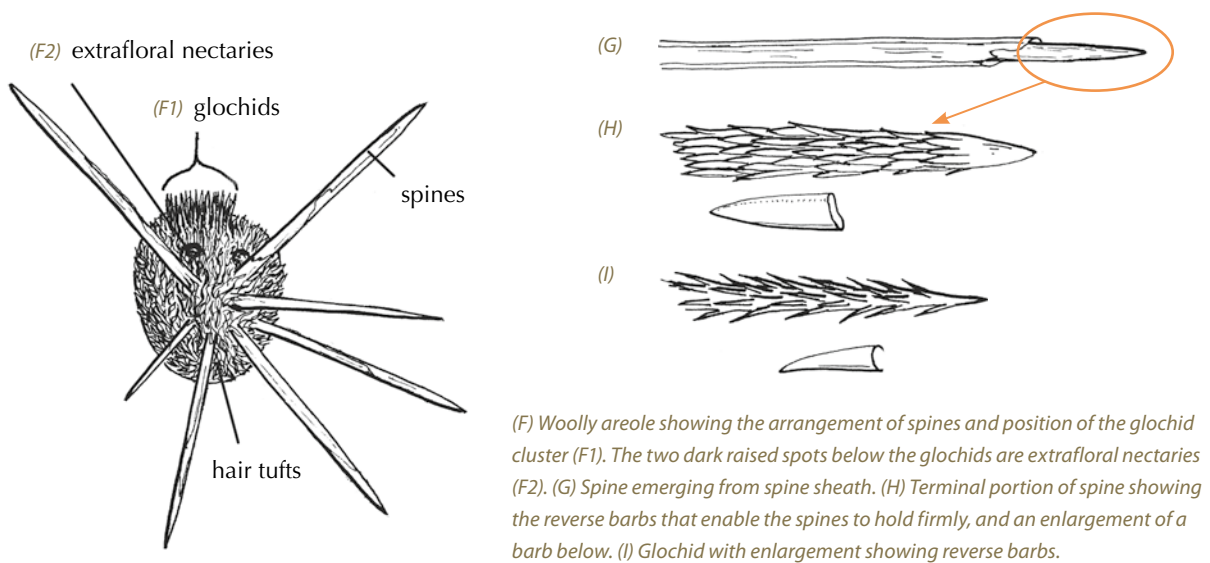 (F2) extrafloral nectaries
(F1) glochids
spines
hair tufts
(G)
(H)
(I)
(F) Woolly areole showing the arrangement of spines and position of the glochid
cluster (F1). The two dark raised spots below the glochids are extrafloral nectaries
(F2). (G) Spine emerging from spine sheath. (H) Terminal portion of spine showing
the reverse barbs that enable the spines to hold firmly, and an enlargement of a
barb below. (I) Glochid with enlargement showing reverse barbs.